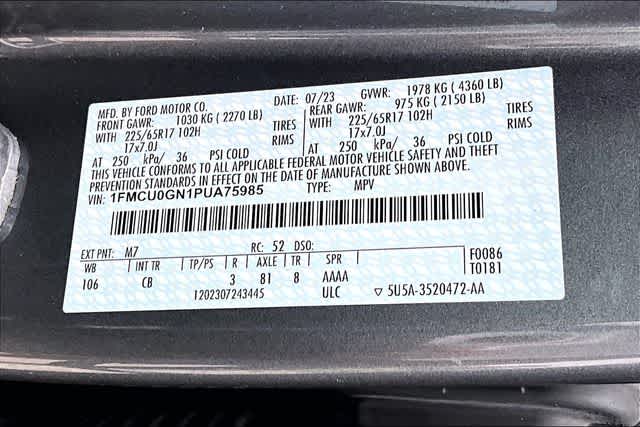 MFD. BY FORD MOTOR CO. DATE: 07/23 GVWR: 1978 KG ( 4360 LB)
FRONT GAWR: 1030 KG ( 2270 LB) REAR GAWR: 975 KG ( 2150 LB)
WITH 225/65R17 102H TIRES WITH 225/65R17 102H TIRES
17x7.0J RIMS 17x7.0J RIMS
AT 250 kPa/ 36 PSI COLD AT 250 kPa/ 36 PSI COLD
THIS VEHICLE CONFORMS TO ALL APPLICABLE FEDERAL MOTOR VEHICLE SAFETY AND THEFT
PREVENTION STANDARDS IN EFFECT ON THE DATE OF MANUFACTURE SHOWN ABOVE.
VIN: 1FMCU0GN1PUA75985 TYPE: MPV
EXT PNT: M7 RC: 52 DSO: F0086
WB INT TR TP/PS R AXLE TR SPR T0181
106 CB 3 81 8 AAAA
12023072434​45 ULC ▽ 5U5A-3520472-AA